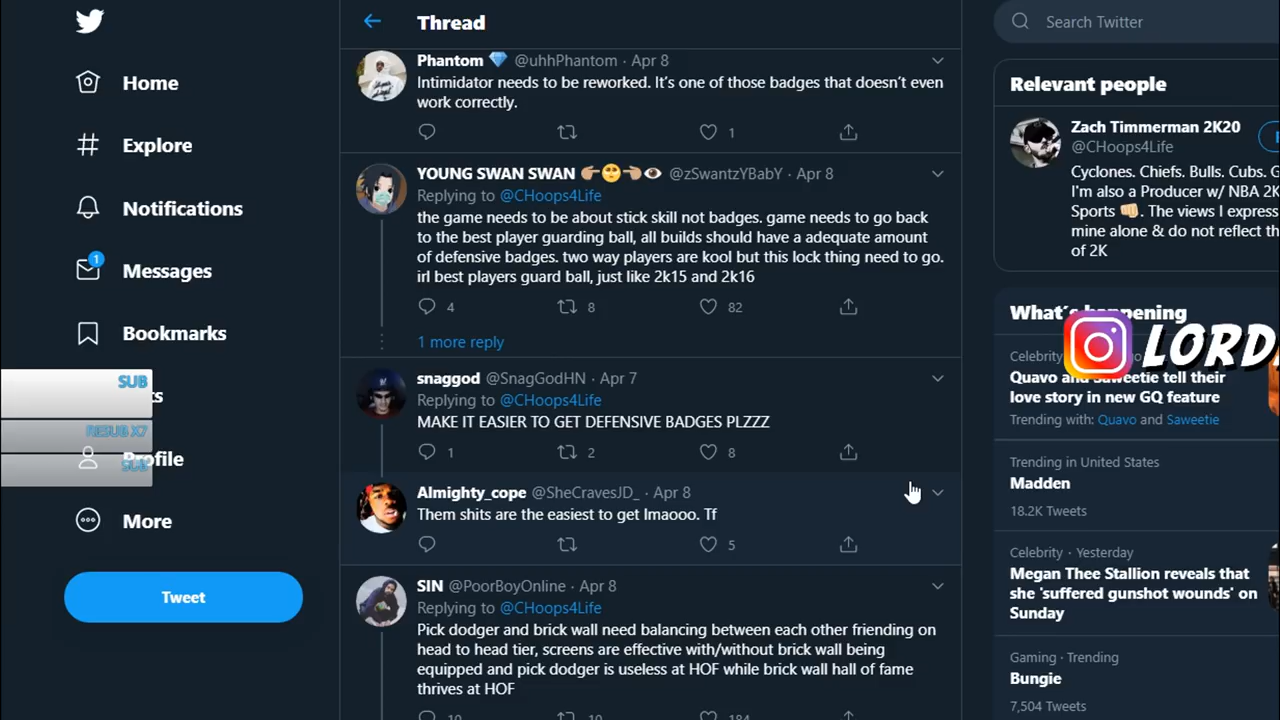 Home
Explore
Notifications
1
Messages
Bookmarks
SUB
ts
RESUB X7
Profile
SUB
More
Tweet
Thread
Phantom 💎 @uhhPhantom · Apr 8
Intimidator needs to be reworked. It's one of those badges that doesn't even
work correctly.
1
YOUNG SWAN SWAN 👉🏽🥺👈🏽👁 @zSwantzYBabY · Apr 8
Replying to @CHoops4Life
the game needs to be about stick skill not badges. game needs to go back
to the best player guarding ball, all builds should have a adequate amount
of defensive badges. two way players are kool but this lock thing need to go.
irl best players guard ball, just like 2k15 and 2k16
4 8 82
1 more reply
snaggod @SnagGodHN · Apr 7
Replying to @CHoops4Life
MAKE IT EASIER TO GET DEFENSIVE BADGES PLZZZ
1 2 8
Almighty_cope @SheCravesJD_ · Apr 8
Them shits are the easiest to get lmaooo. Tf
5
SIN @PoorBoyOnline · Apr 8
Replying to @CHoops4Life
Pick dodger and brick wall need balancing between each other friending on
head to head tier, screens are effective with/without brick wall being
equipped and pick dodger is useless at HOF while brick wall hall of fame
thrives at HOF
10 10 184
Search Twitter
Relevant people
Zach Timmerman 2K20
@CHoops4Life
Cyclones. Chiefs. Bulls. Cubs. G
I'm also a Producer w/ NBA 2K
Sports 👊🏼. The views I express
mine alone & do not reflect th
of 2K
What's happening
LORD
Celebrity
Quavo and Saweetie tell their
love story in new GQ feature
Trending with: Quavo and Saweetie
Trending in United States
Madden
18.2K Tweets
Celebrity · Yesterday
Megan Thee Stallion reveals that
she 'suffered gunshot wounds' on
Sunday
Gaming · Trending
Bungie
7,504 Tweets